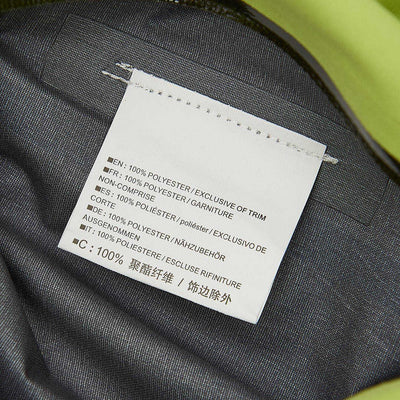 ■EN: 100% POLYESTER / EXCLUSIVE OF TRIM
■FR: 100% POLYESTER / GARNITURE
NON-COMPRISE
■ES: 100% POLIÉSTER / poliéster / EXCLUSIVO DE
CORTE
■DE: 100% POLYESTER / NÄHZUBEHÖR
AUSGENOMMEN
■IT: 100% POLIESTERE / ESCLUSE RIFINITURE
■C: 100% 聚酯纤维 / 饰边除外